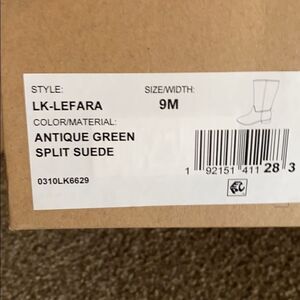 STYLE: SIZE/WIDTH:
LK-LEFARA 9M
COLOR/MATERIAL:
ANTIQUE GREEN
SPLIT SUEDE
1 92151 411 28 3
0310LK6629